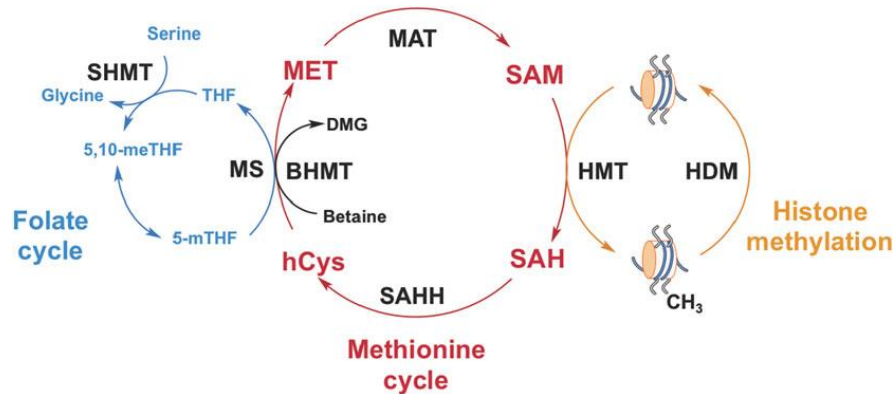 Serine
SHMT
Glycine
THF
5,10-meTHF
5-mTHF
Folate
cycle
MS
MET
MAT
SAM
DMG
BHMT
Betaine
hCys
SAHH
SAH
Methionine
cycle
HMT
HDM
CH₃
Histone
methylation